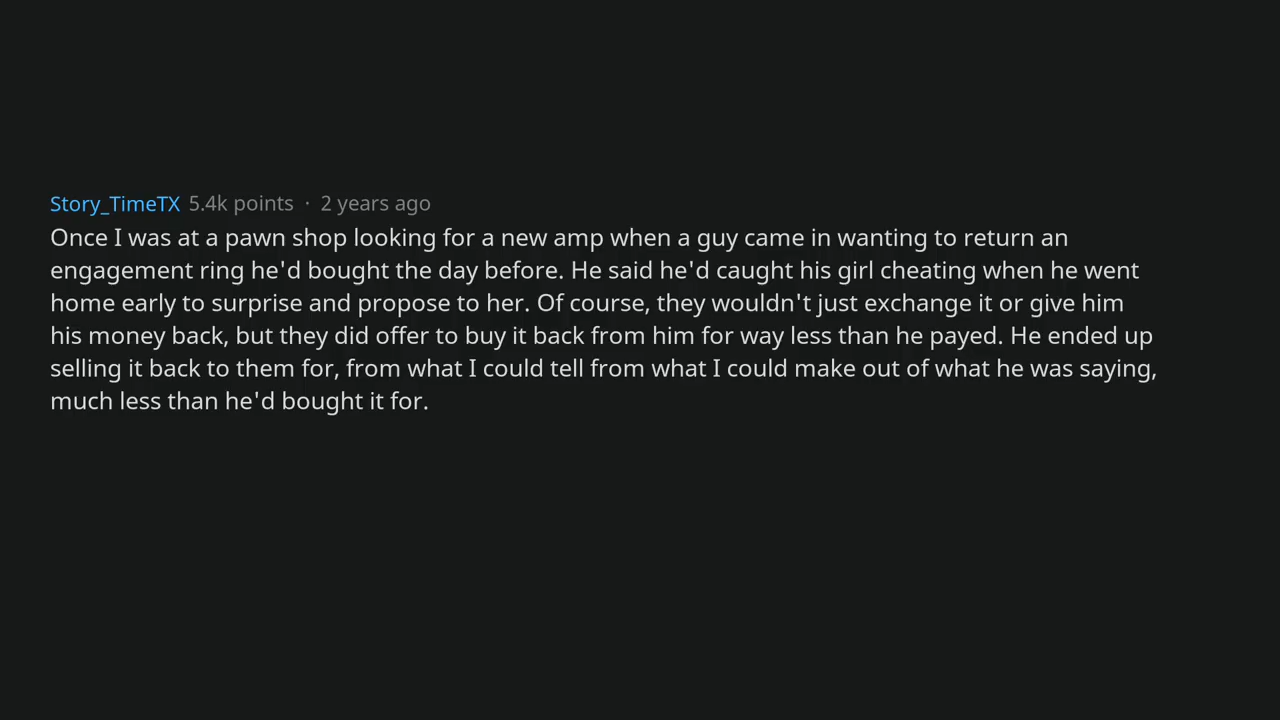 Story_TimeTX 5.4k points · 2 years ago
Once I was at a pawn shop looking for a new amp when a guy came in wanting to return an
engagement ring he'd bought the day before. He said he'd caught his girl cheating when he went
home early to surprise and propose to her. Of course, they wouldn't just exchange it or give him
his money back, but they did offer to buy it back from him for way less than he payed. He ended up
selling it back to them for, from what I could tell from what I could make out of what he was saying,
much less than he'd bought it for.